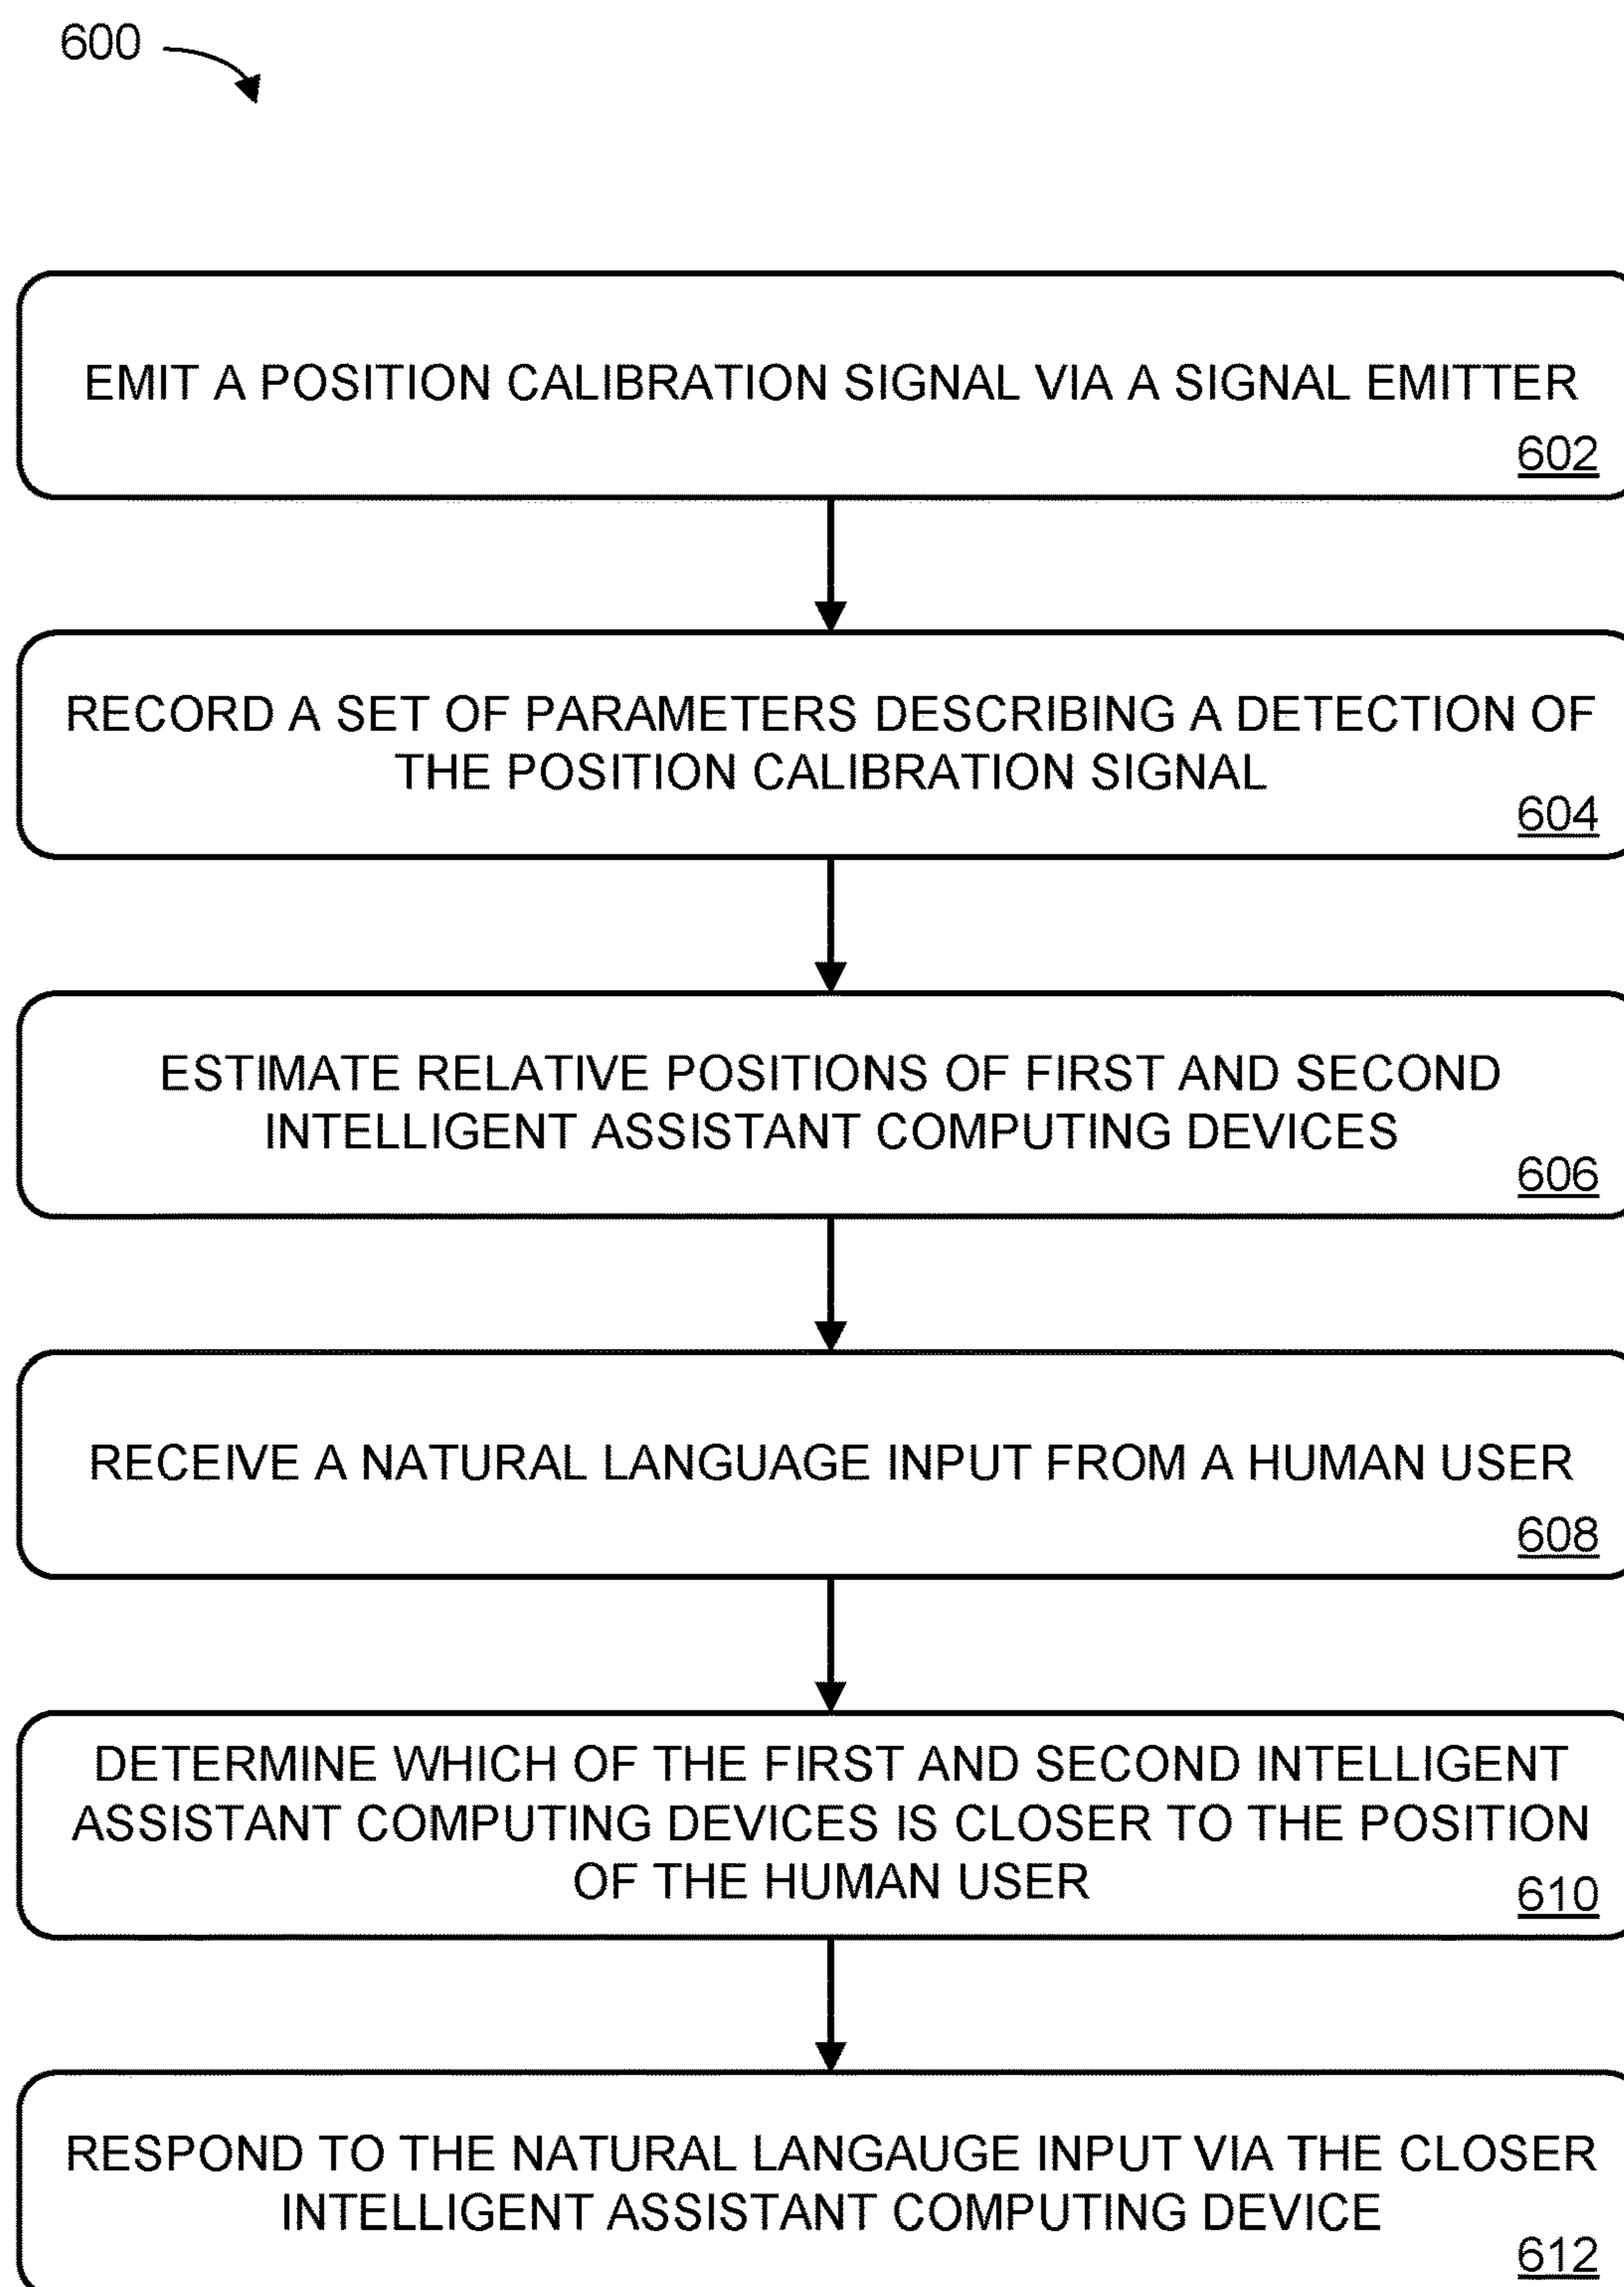 600
EMIT A POSITION CALIBRATION SIGNAL VIA A SIGNAL EMITTER
602
RECORD A SET OF PARAMETERS DESCRIBING A DETECTION OF
THE POSITION CALIBRATION SIGNAL
604
ESTIMATE RELATIVE POSITIONS OF FIRST AND SECOND
INTELLIGENT ASSISTANT COMPUTING DEVICES
606
RECEIVE A NATURAL LANGUAGE INPUT FROM A HUMAN USER
608
DETERMINE WHICH OF THE FIRST AND SECOND INTELLIGENT
ASSISTANT COMPUTING DEVICES IS CLOSER TO THE POSITION
OF THE HUMAN USER
610
RESPOND TO THE NATURAL LANGAUGE INPUT VIA THE CLOSER
INTELLIGENT ASSISTANT COMPUTING DEVICE
612